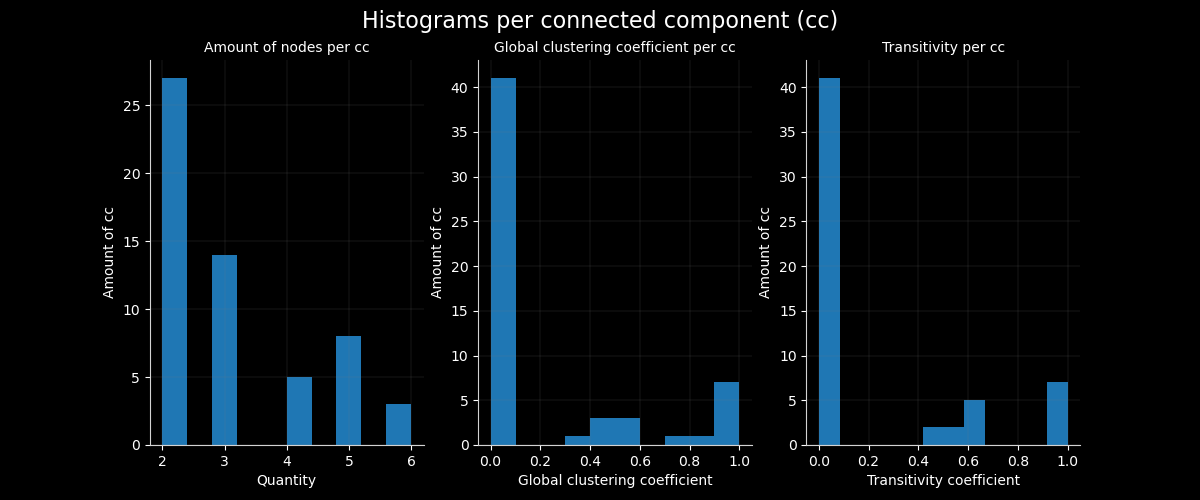 Histograms per connected component (cc)
Amount of nodes per cc
Global clustering coefficient per cc
Transitivity per cc
Amount of cc
25
20
15
10
5
0
2 3 4 5 6
Quantity
Amount of cc
40
35
30
25
20
15
10
5
0
0.0 0.2 0.4 0.6 0.8 1.0
Global clustering coefficient
Amount of cc
40
35
30
25
20
15
10
5
0
0.0 0.2 0.4 0.6 0.8 1.0
Transitivity coefficient